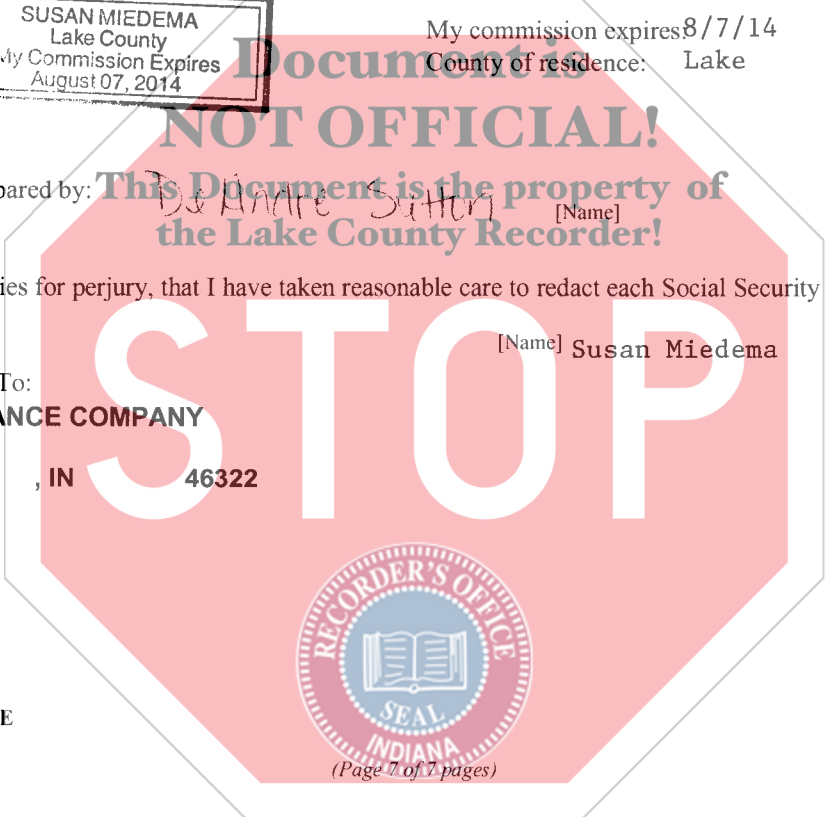 SUSAN MIEDEMA
Lake County
My Commission Expires
August 07, 2014
My commission expires: 8/7/14
County of residence: Lake
Document is
NOT OFFICIAL!
This Document is the property of
the Lake County Recorder!
pared by: De Andre Sutton [Name]
ies for perjury, that I have taken reasonable care to redact each Social Security
STOP
[Name] Susan Miedema
To:
ANCE COMPANY
, IN 46322
RECORDER'S OFFICE
SEAL
INDIANA
E
(Page 7 of 7 pages)